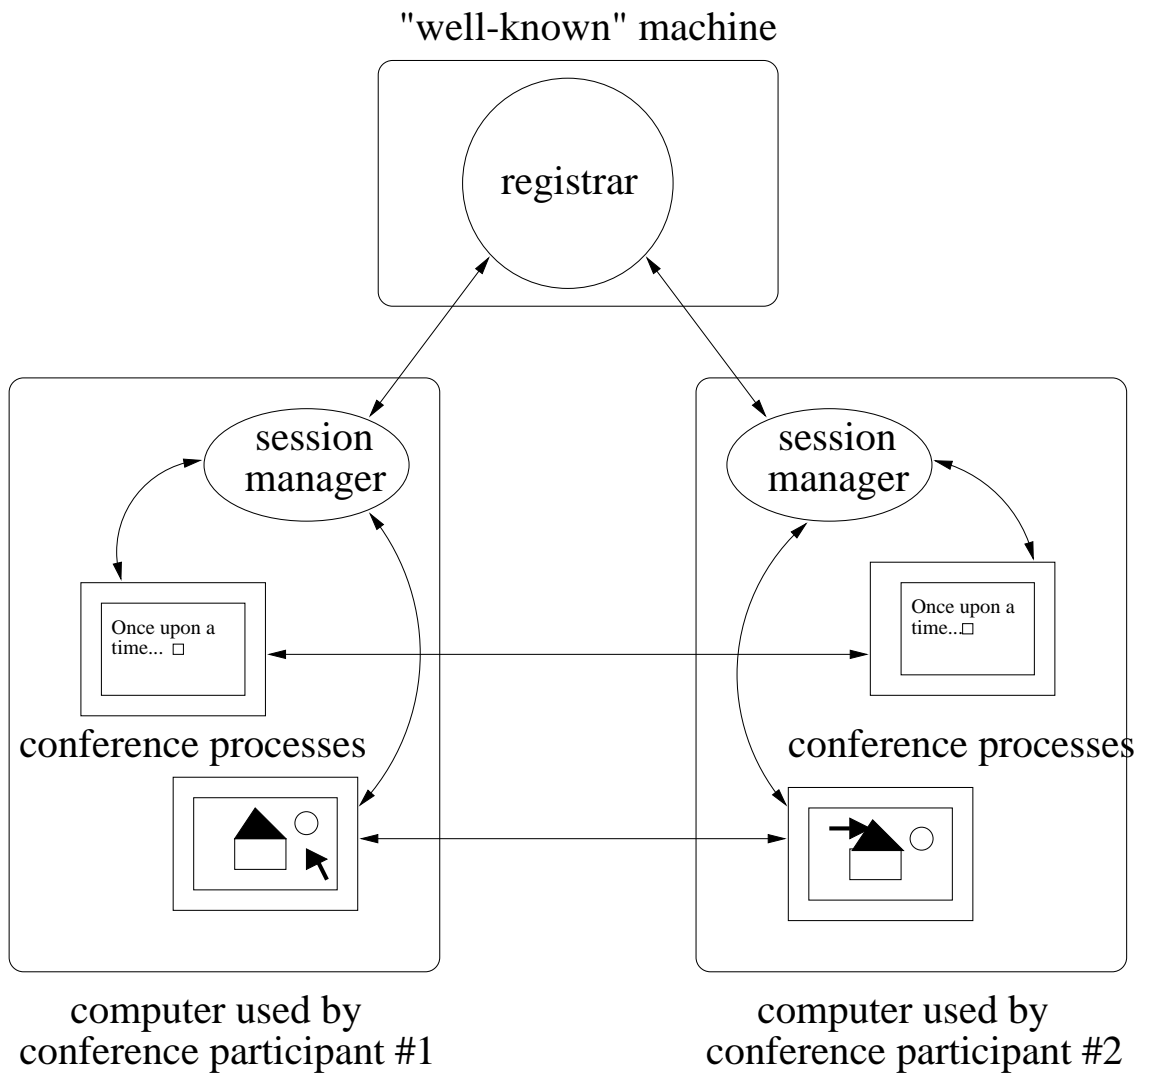 "well-known" machine
registrar
session
manager
session
manager
Once upon a
time...
Once upon a
time...
conference processes
conference processes
computer used by
conference participant #1
computer used by
conference participant #2